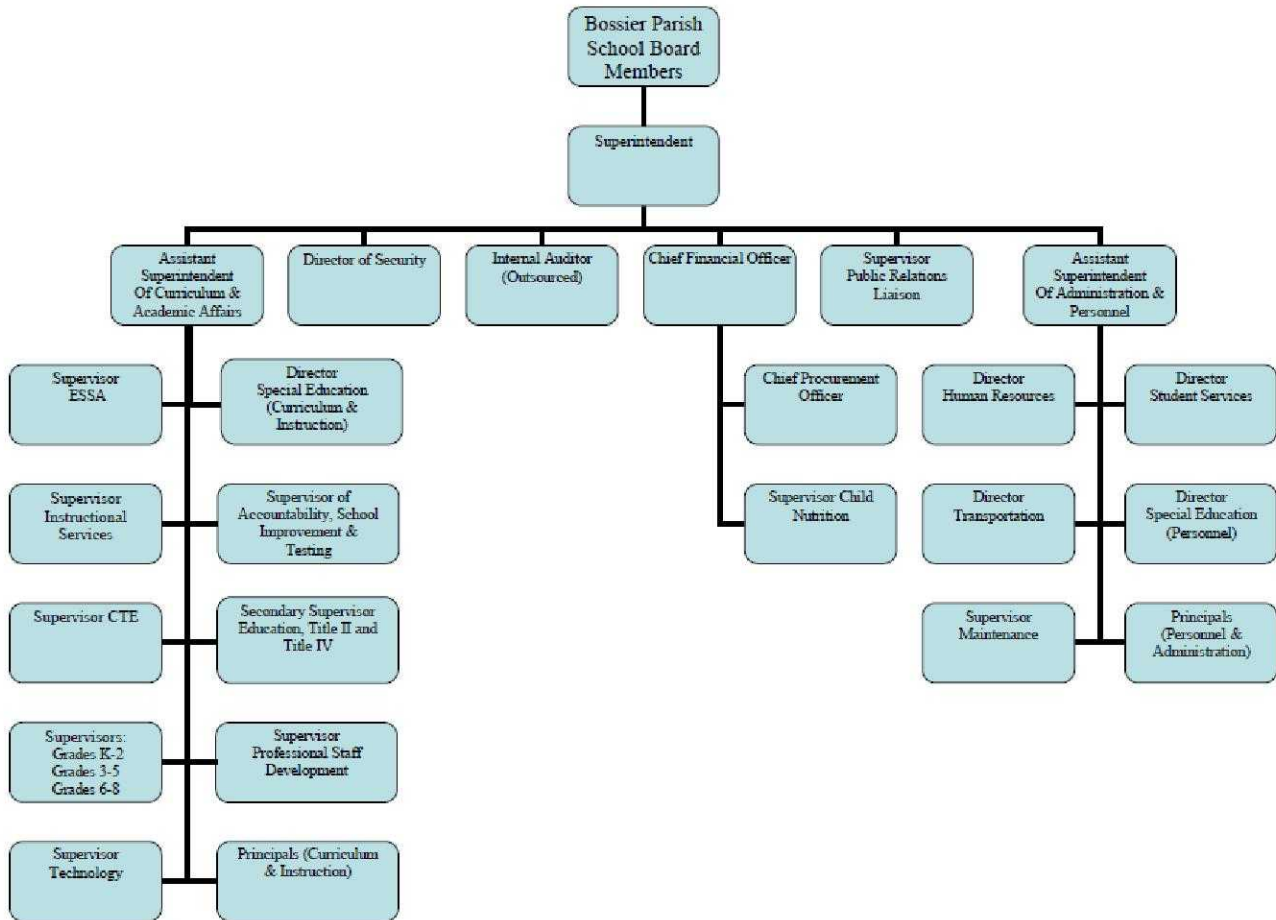 Bossier Parish
School Board
Members
Superintendent
Assistant
Superintendent
Of Curriculum &
Academic Affairs
Director of Security
Internal Auditor
(Outsourced)
Chief Financial Officer
Supervisor
Public Relations
Liaison
Assistant
Superintendent
Of Administration &
Personnel
Supervisor
ESSA
Director
Special Education
(Curriculum &
Instruction)
Chief Procurement
Officer
Director
Human Resources
Director
Student Services
Supervisor
Instructional
Services
Supervisor of
Accountability, School
Improvement &
Testing
Supervisor Child
Nutrition
Director
Transportation
Director
Special Education
(Personnel)
Supervisor CTE
Secondary Supervisor
Education, Title II and
Title IV
Supervisor
Maintenance
Principals
(Personnel &
Administration)
Supervisors:
Grades K-2
Grades 3-5
Grades 6-8
Supervisor
Professional Staff
Development
Supervisor
Technology
Principals (Curriculum
& Instruction)